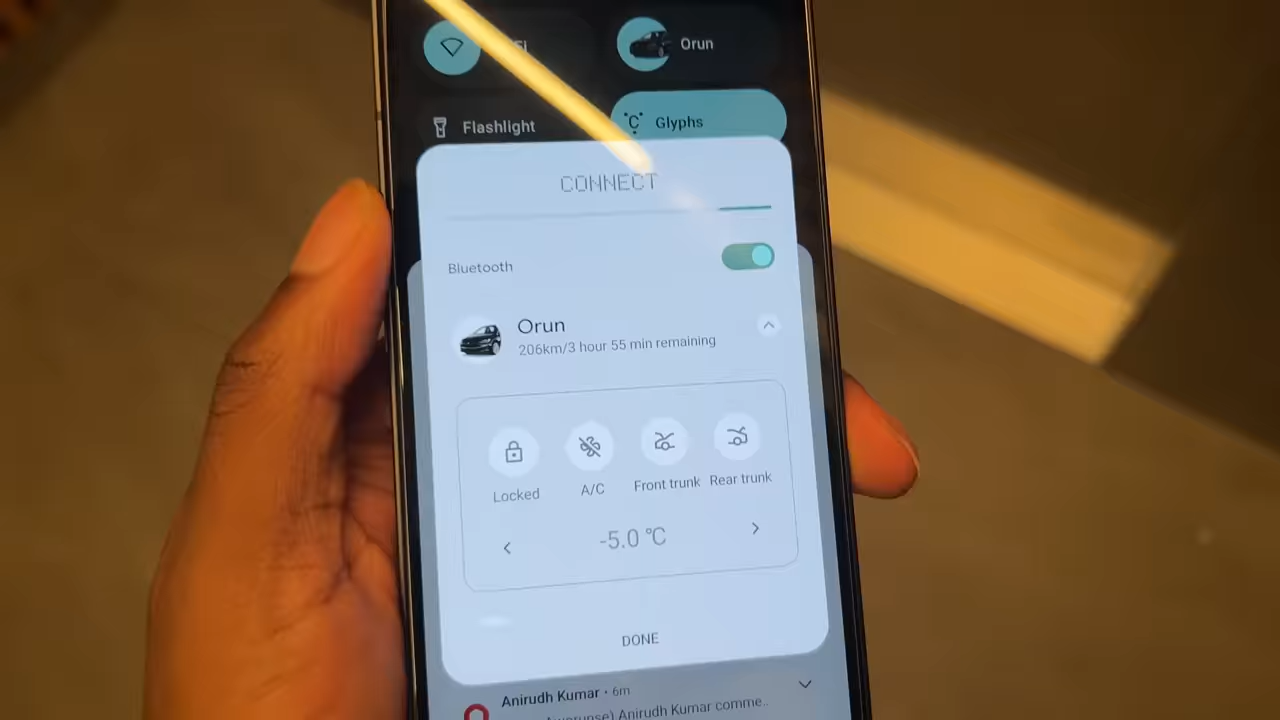 Orun
Flashlight
Glyphs
CONNECT
Bluetooth
Orun
206km/3 hour 55 min remaining
Locked
A/C
Front trunk
Rear trunk
-5.0 °C
DONE
Anirudh Kumar · 6m
Anirudh Kumar comme..